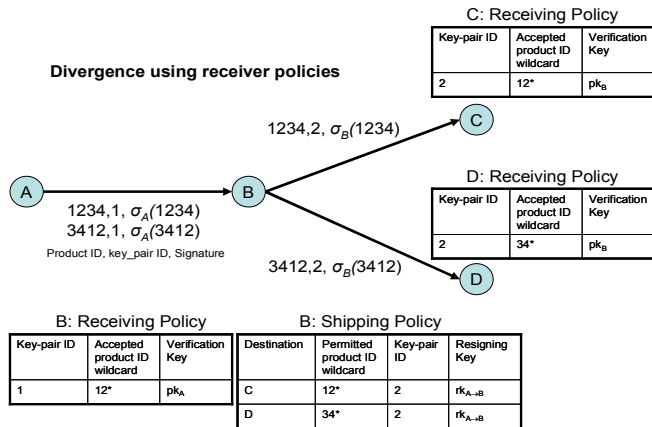 C: Receiving Policy
Key-pair ID Accepted product ID wildcard Verification Key
2 12* pkB
Divergence using receiver policies
1234,2, σB(1234)
C
A
B
1234,1, σA(1234)
3412,1, σA(3412)
Product ID, key_pair ID, Signature
D: Receiving Policy
Key-pair ID Accepted product ID wildcard Verification Key
2 34* pkB
3412,2, σB(3412)
D
B: Receiving Policy
Key-pair ID Accepted product ID wildcard Verification Key
1 12* pkA
B: Shipping Policy
Destination Permitted product ID wildcard Key-pair ID Resigning Key
C 12* 2 rkA→B
D 34* 2 rkA→B